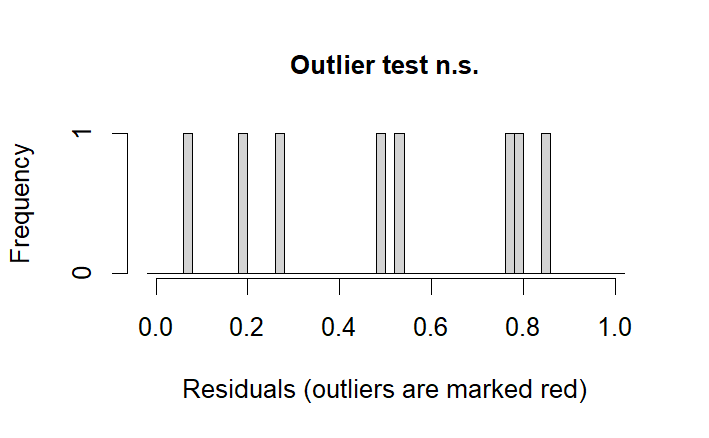 Outlier test n.s.
Frequency
1
0
0.0 0.2 0.4 0.6 0.8 1.0
Residuals (outliers are marked red)